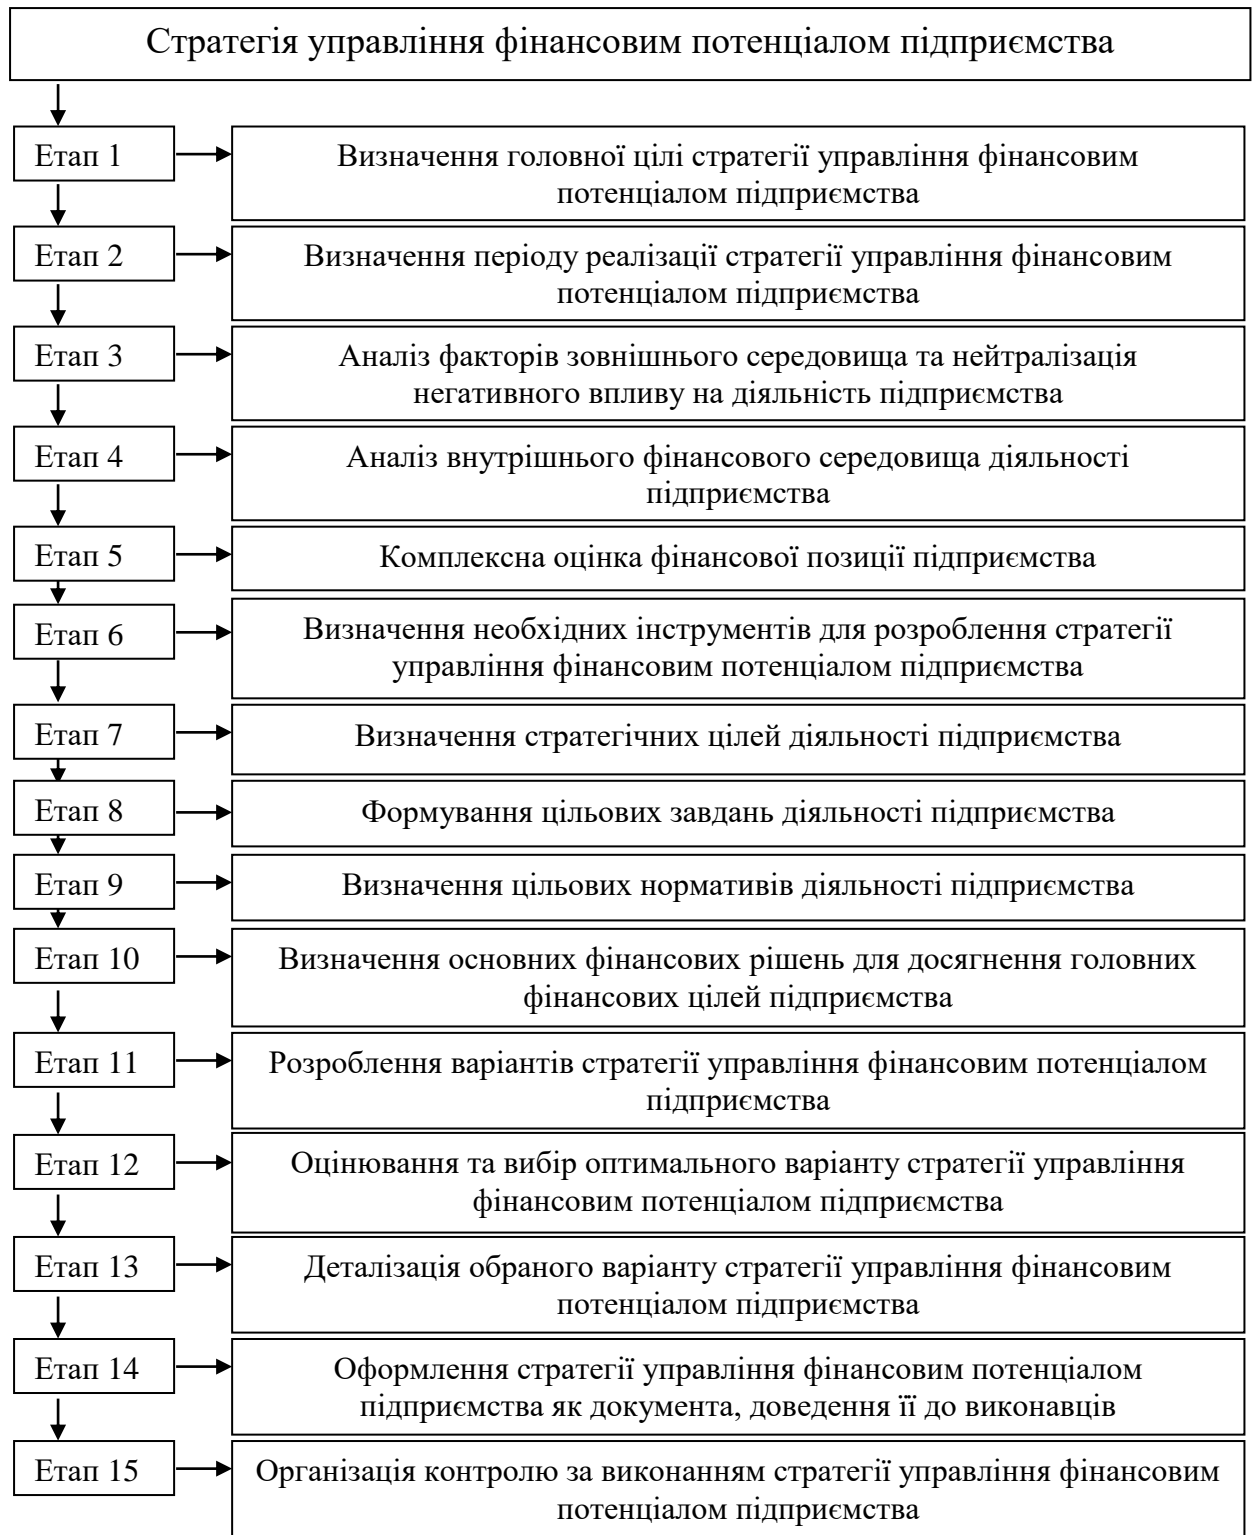 Стратегія управління фінансовим потенціалом підприємства
Етап 1
Визначення головної цілі стратегії управління фінансовим
потенціалом підприємства
Етап 2
Визначення періоду реалізації стратегії управління фінансовим
потенціалом підприємства
Етап 3
Аналіз факторів зовнішнього середовища та нейтралізація
негативного впливу на діяльність підприємства
Етап 4
Аналіз внутрішнього фінансового середовища діяльності
підприємства
Етап 5
Комплексна оцінка фінансової позиції підприємства
Етап 6
Визначення необхідних інструментів для розроблення стратегії
управління фінансовим потенціалом підприємства
Етап 7
Визначення стратегічних цілей діяльності підприємства
Етап 8
Формування цільових завдань діяльності підприємства
Етап 9
Визначення цільових нормативів діяльності підприємства
Етап 10
Визначення основних фінансових рішень для досягнення головних
фінансових цілей підприємства
Етап 11
Розроблення варіантів стратегії управління фінансовим потенціалом
підприємства
Етап 12
Оцінювання та вибір оптимального варіанту стратегії управління
фінансовим потенціалом підприємства
Етап 13
Деталізація обраного варіанту стратегії управління фінансовим
потенціалом підприємства
Етап 14
Оформлення стратегії управління фінансовим потенціалом
підприємства як документа, доведення її до виконавців
Етап 15
Організація контролю за виконанням стратегії управління фінансовим
потенціалом підприємства